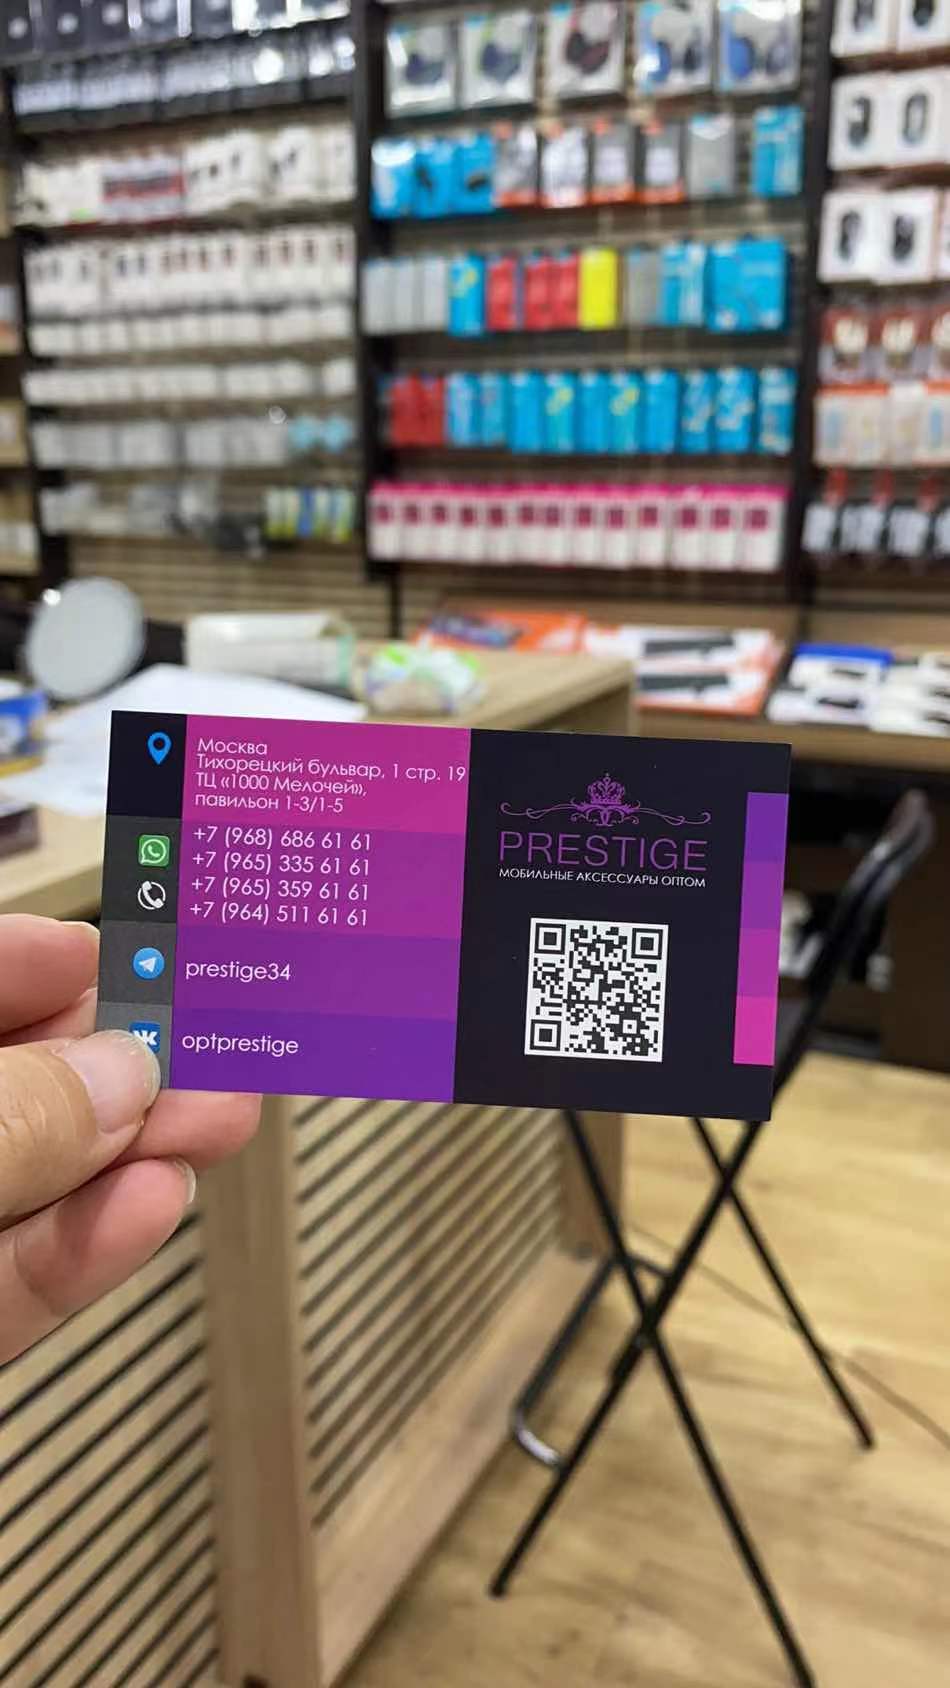 Москва
Тихорецкий бульвар, 1 стр. 19
ТЦ «1000 Мелочей»,
павильон 1-3/1-5
+7 (968) 686 61 61
+7 (965) 335 61 61
+7 (965) 359 61 61
+7 (964) 511 61 61
prestige34
optprestige
PRESTIGE
МОБИЛЬНЫЕ АКСЕССУАРЫ ОПТОМ